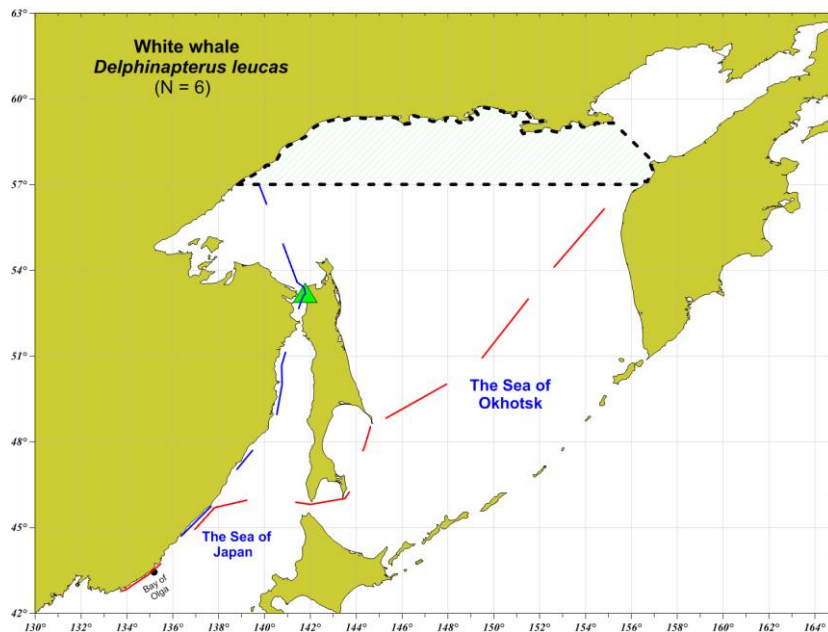 White whale
Delphinapterus leucas
(N = 6)
60°
57°
54°
51°
48°
45°
42°
The Sea of
Okhotsk
The Sea of
Japan
Bay of
Olga
130° 132° 134° 136° 138° 140° 142° 144° 146° 148° 150° 152° 154° 156° 158° 160° 162° 164°